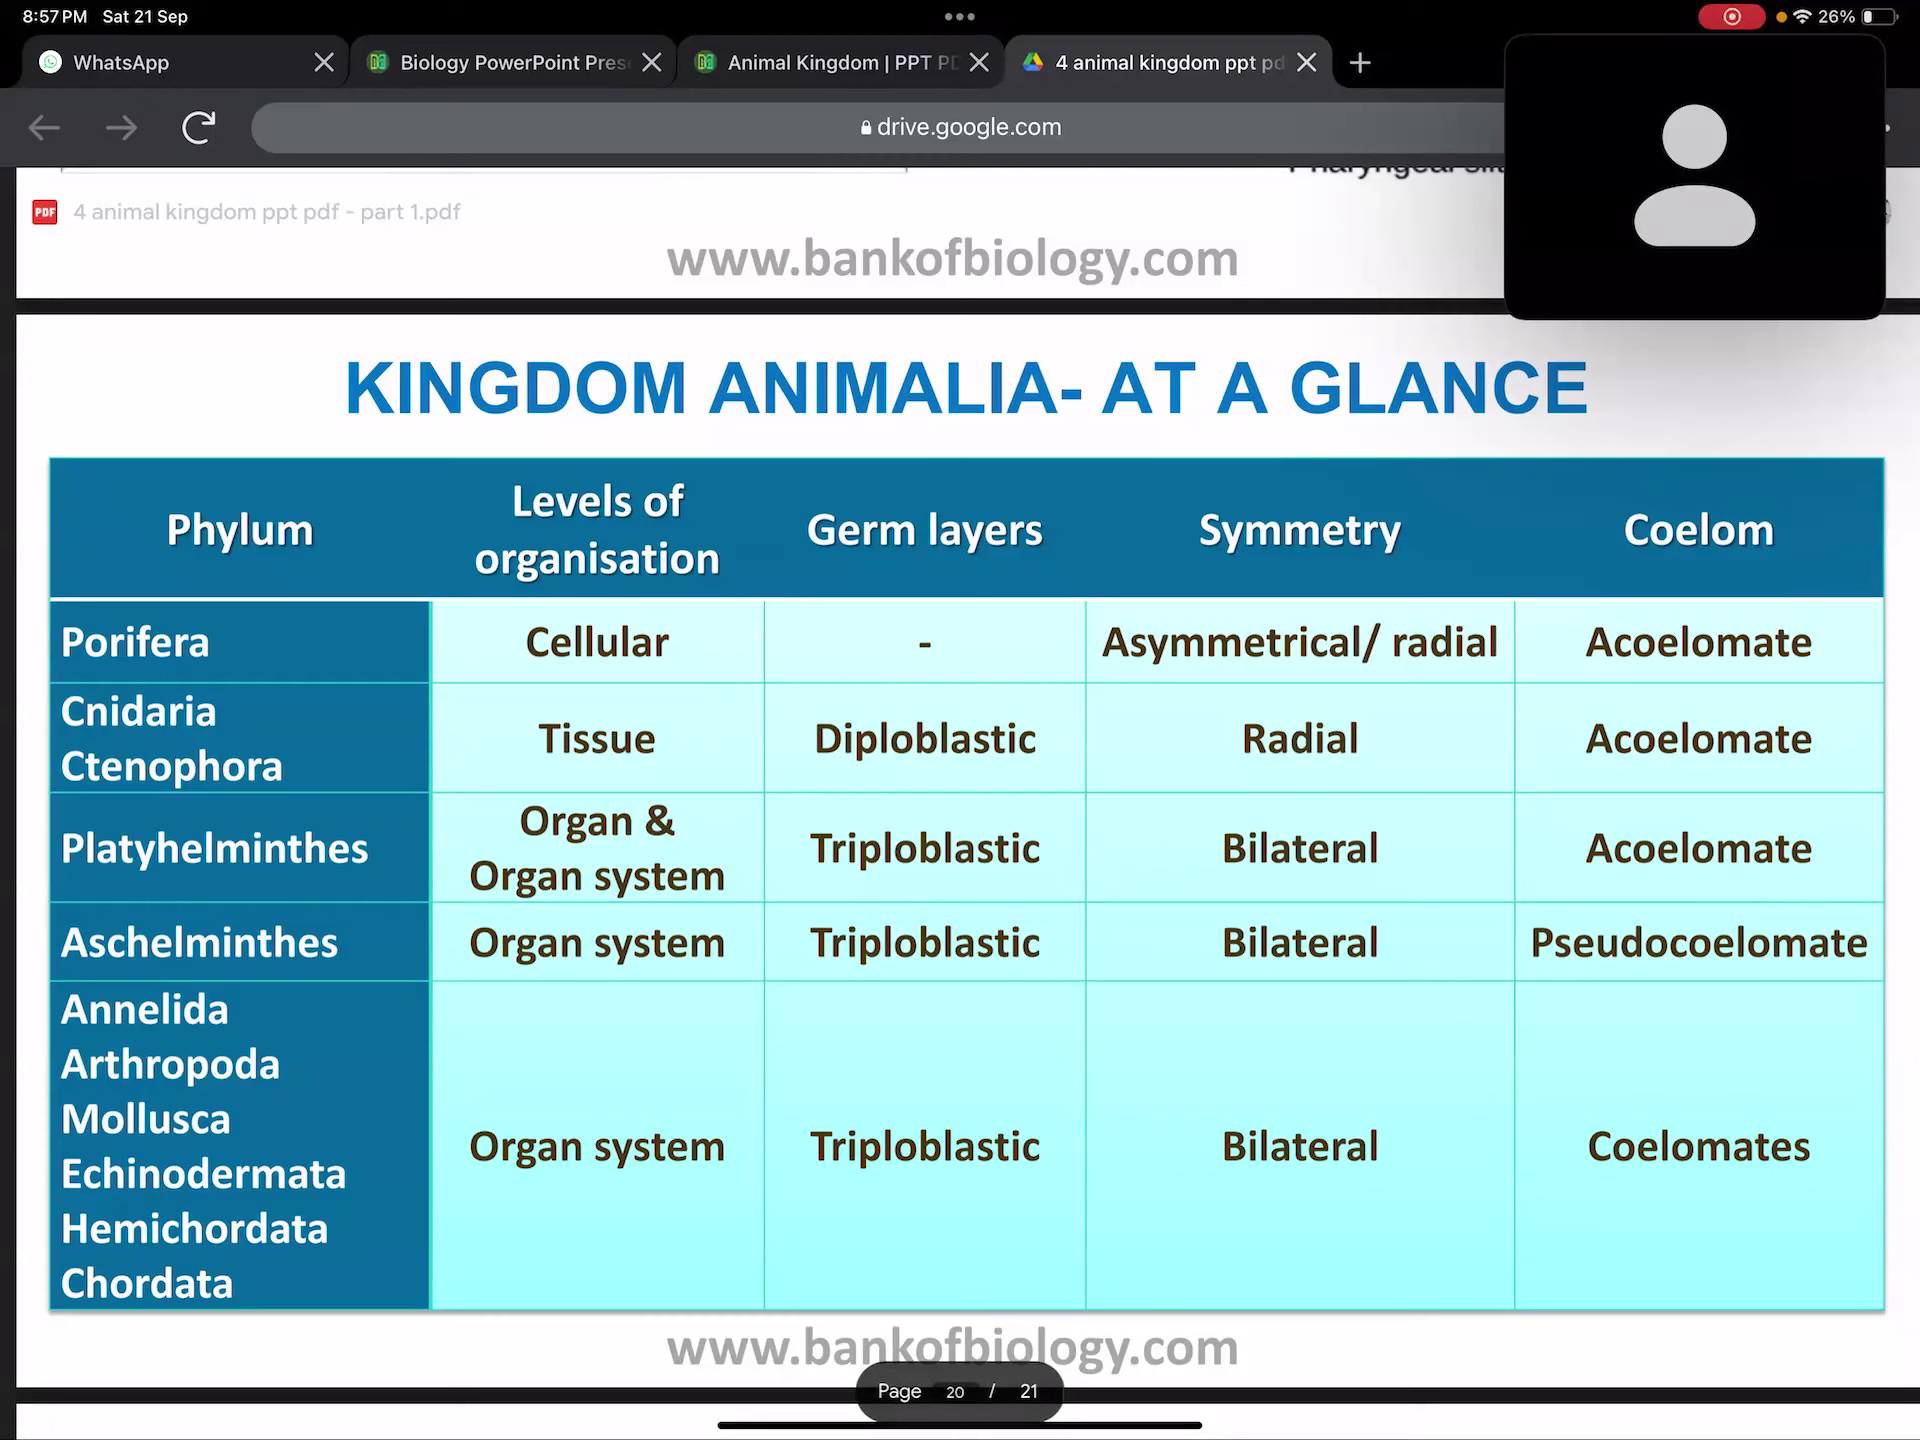 8:57 PM Sat 21 Sep
26%
WhatsApp
Biology PowerPoint Pres
Animal Kingdom | PPT PD
4 animal kingdom ppt pd
drive.google.com
4 animal kingdom ppt pdf - part 1.pdf
www.bankofbiology.com
KINGDOM ANIMALIA- AT A GLANCE
Phylum
Levels of
organisation
Germ layers
Symmetry
Coelom
Porifera
Cellular
-
Asymmetrical/ radial
Acoelomate
Cnidaria
Ctenophora
Tissue
Diploblastic
Radial
Acoelomate
Platyhelminthes
Organ &
Organ system
Triploblastic
Bilateral
Acoelomate
Aschelminthes
Organ system
Triploblastic
Bilateral
Pseudocoelomate
Annelida
Arthropoda
Mollusca
Echinodermata
Hemichordata
Chordata
Organ system
Triploblastic
Bilateral
Coelomates
www.bankofbiology.com
Page 20 / 21